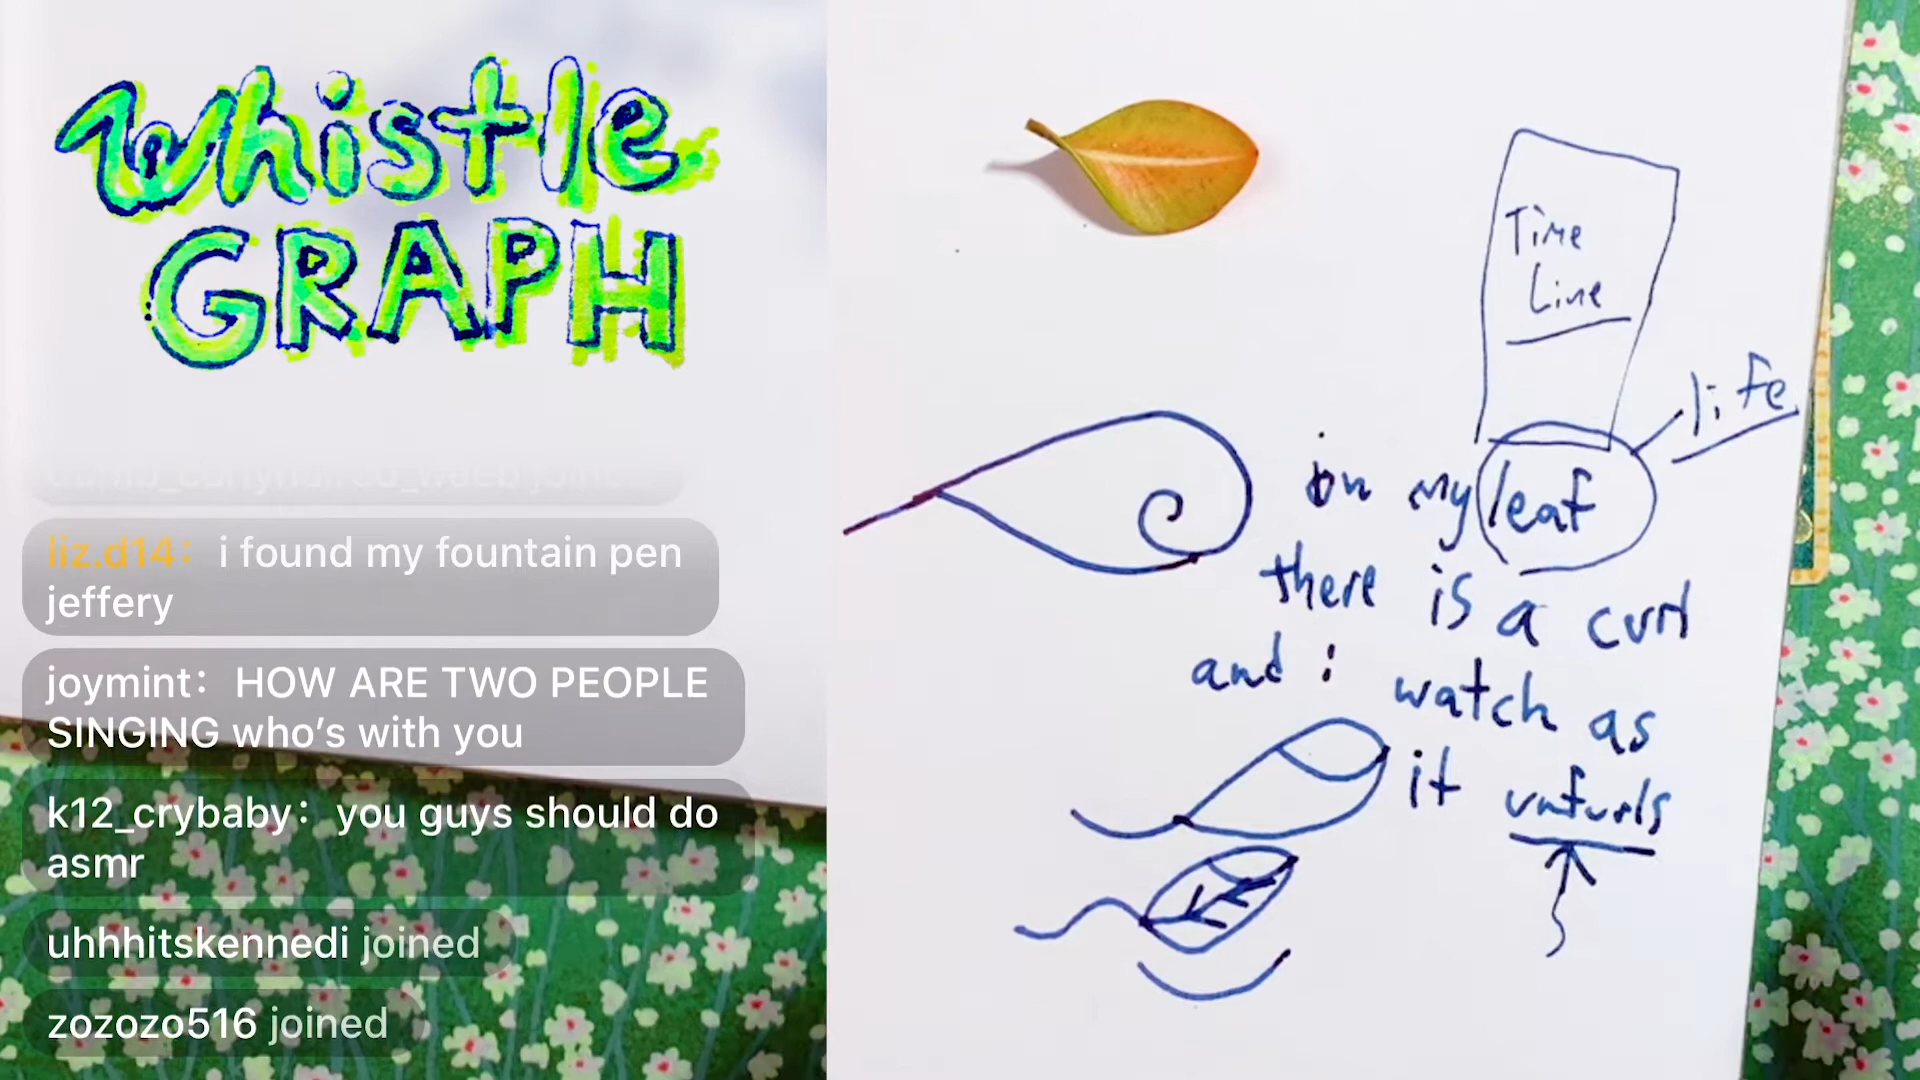 Whistle
GRAPH
liz.d14: i found my fountain pen
jeffery
joymint: HOW ARE TWO PEOPLE
SINGING who's with you
k12_crybaby: you guys should do
asmr
uhhhitskennedi joined
zozozo516 joined
Time
Line
life
on my leaf
there is a curl
and i watch as
it unfurls